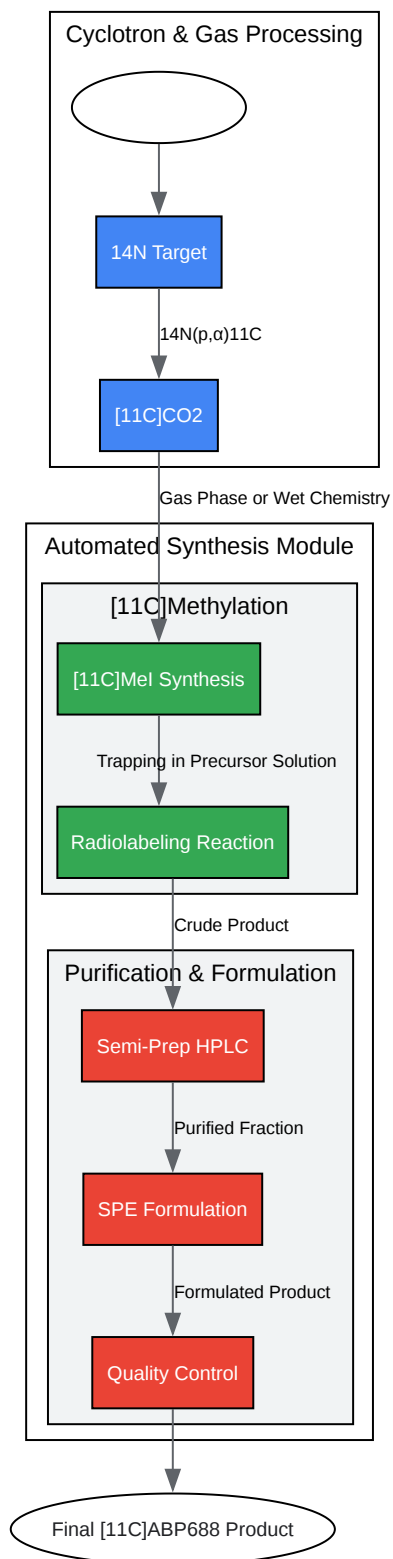 Cyclotron & Gas Processing
14N Target
14N(p,α)11C
[11C]CO2
Gas Phase or Wet Chemistry
Automated Synthesis Module
[11C]Methylation
[11C]MeI Synthesis
Trapping in Precursor Solution
Radiolabeling Reaction
Crude Product
Purification & Formulation
Semi-Prep HPLC
Purified Fraction
SPE Formulation
Formulated Product
Quality Control
Final [11C]ABP688 Product